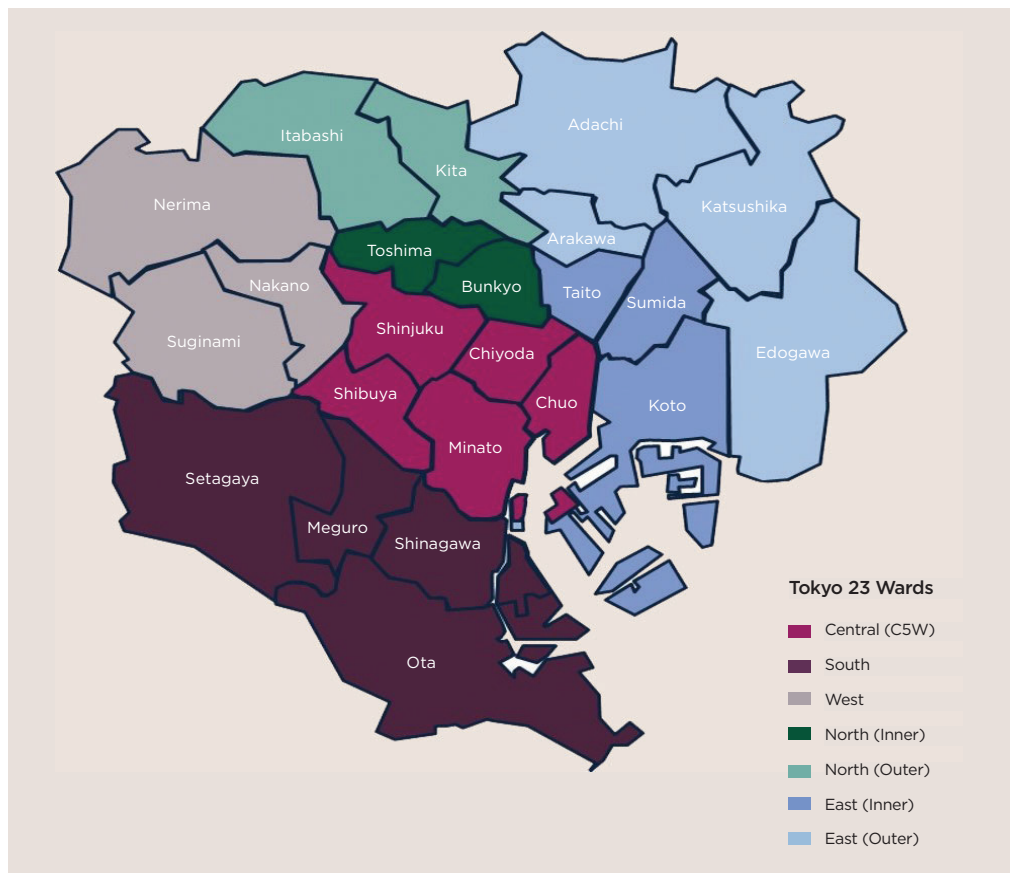 Adachi
Itabashi
Kita
Nerima
Katsushika
Arakawa
Toshima
Nakano
Bunkyo
Taito
Sumida
Shinjuku
Suginami
Chiyoda
Edogawa
Shibuya
Chuo
Koto
Minato
Setagaya
Meguro
Shinagawa
Ota
Tokyo 23 Wards
Central (C5W)
South
West
North (Inner)
North (Outer)
East (Inner)
East (Outer)